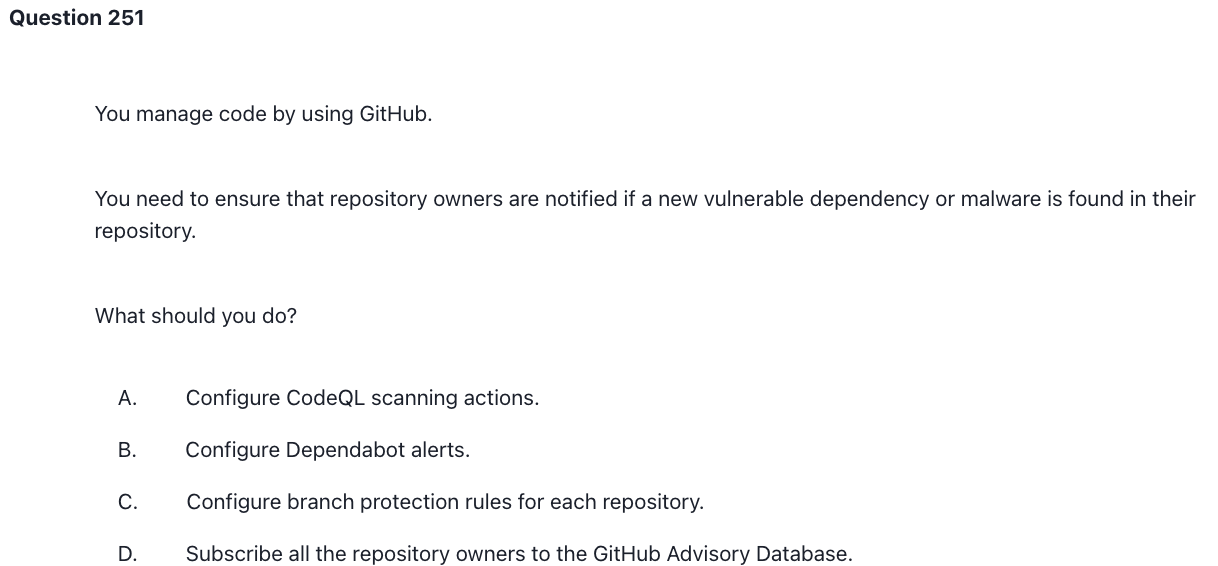 Question 251
You manage code by using GitHub.
You need to ensure that repository owners are notified if a new vulnerable dependency or malware is found in their
repository.
What should you do?
A. Configure CodeQL scanning actions.
B. Configure Dependabot alerts.
C. Configure branch protection rules for each repository.
D. Subscribe all the repository owners to the GitHub Advisory Database.